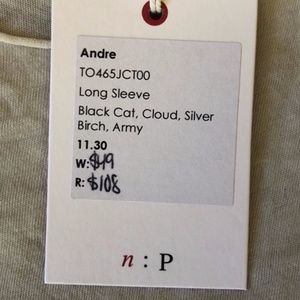 Andre
TO465JCT00
Long Sleeve
Black Cat, Cloud, Silver
Birch, Army
11.30
W: $49
R: $108
n : P